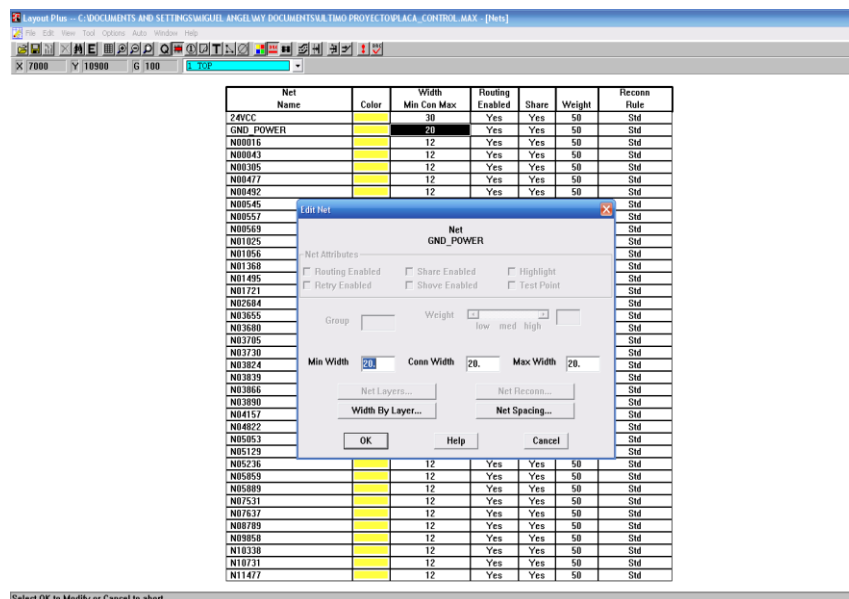 Layout Plus -- C:\DOCUMENTS AND SETTINGS\MIGUEL ANGEL\MY DOCUMENTS\ULTIMO PROYECTO\PLACA_CONTROL.MAX - [Nets]
File Edit View Tool Options Auto Window Help
X 7000 Y 10900 G 100 1 TOP
Net Width Routing Reconn
Name Color Min Con Max Enabled Share Weight Rule
24VCC 30 Yes Yes 50 Std
GND_POWER 20 Yes Yes 50 Std
N00016 12 Yes Yes 50 Std
N00043 12 Yes Yes 50 Std
N00305 12 Yes Yes 50 Std
N00477 12 Yes Yes 50 Std
N00492 12 Yes Yes 50 Std
N00545 Std
N00557 Std
N00569 Std
N01025 Std
N01056 Std
N01368 Std
N01495 Std
N01721 Std
N02684 Std
N03655 Std
N03680 Std
N03705 Std
N03730 Std
N03824 Std
N03839 Std
N03866 Std
N03890 Std
N04157 Std
N04822 Std
N05053 Std
N05129 Std
N05236 12 Yes Yes 50 Std
N05859 12 Yes Yes 50 Std
N05889 12 Yes Yes 50 Std
N07531 12 Yes Yes 50 Std
N07637 12 Yes Yes 50 Std
N08789 12 Yes Yes 50 Std
N09858 12 Yes Yes 50 Std
N10338 12 Yes Yes 50 Std
N10731 12 Yes Yes 50 Std
N11477 12 Yes Yes 50 Std
Edit Net
Net
GND_POWER
Net Attributes
Routing Enabled Share Enabled Highlight
Retry Enabled Shove Enabled Test Point
Group Weight
low med high
Min Width 20. Conn Width 20. Max Width 20.
Net Layers... Net Reconn...
Width By Layer... Net Spacing...
OK Help Cancel
Select OK to Modify or Cancel to abort